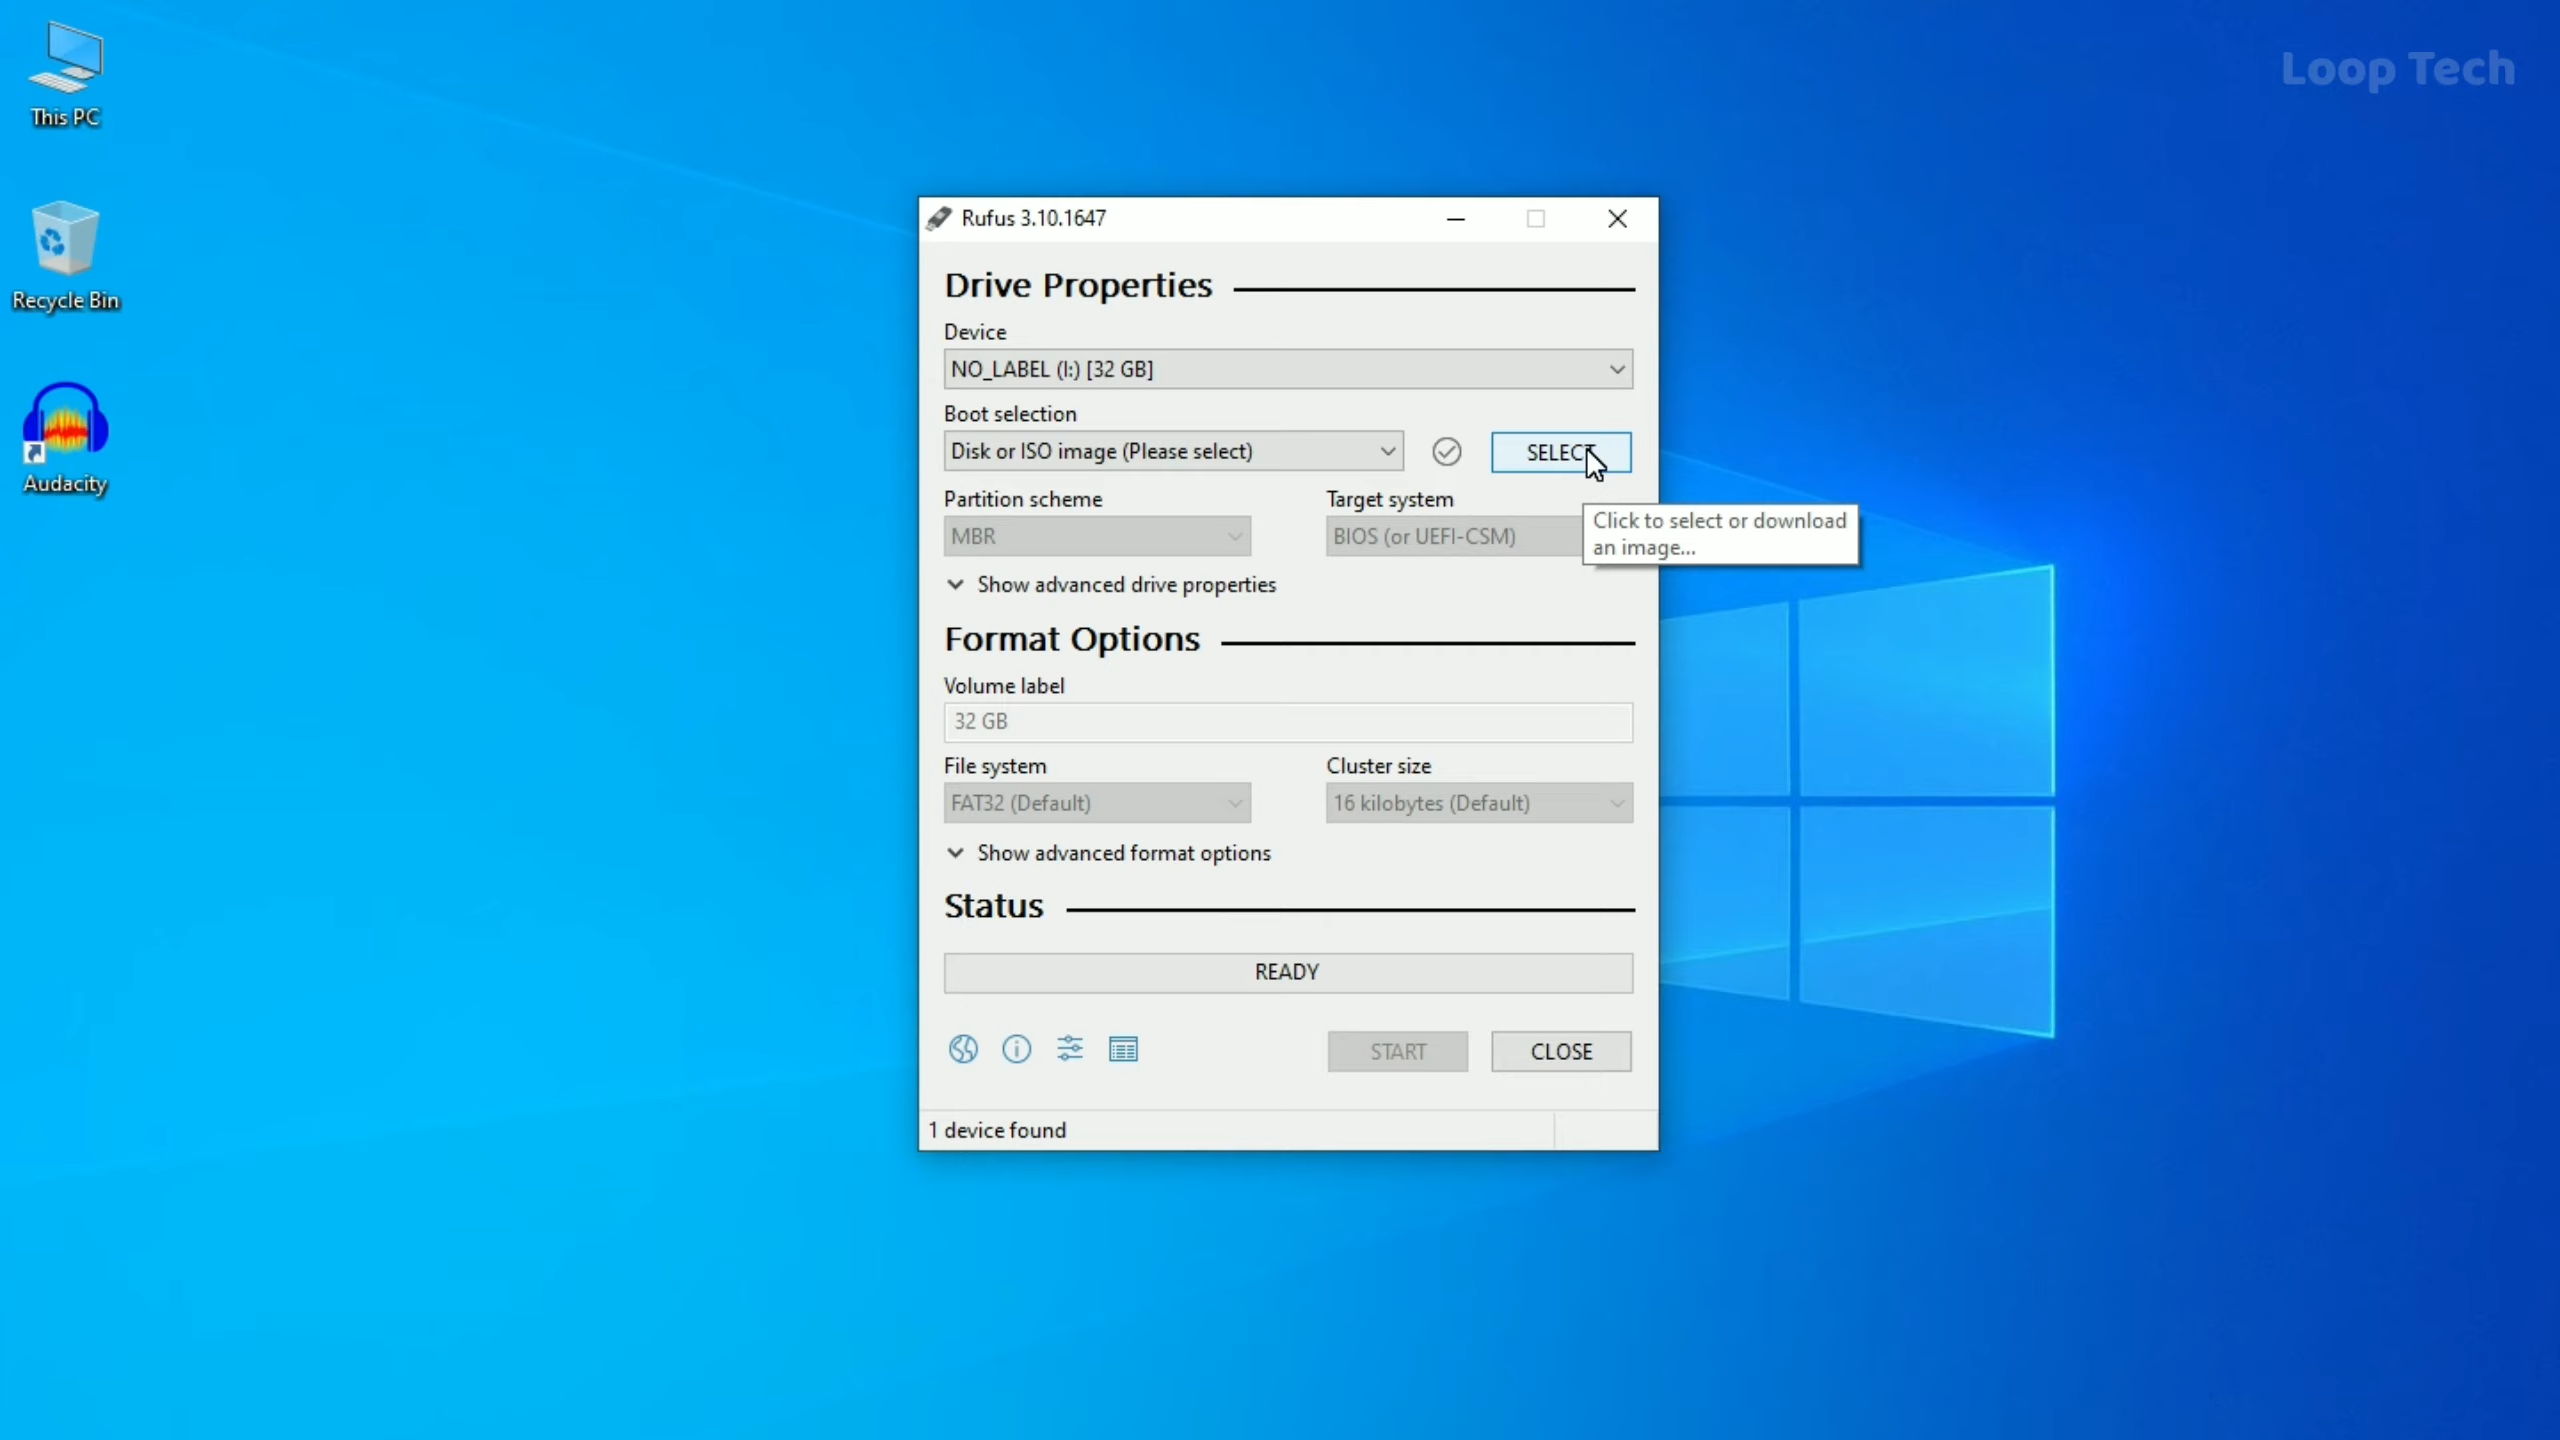 Loop Tech
This PC
Recycle Bin
Audacity
Rufus 3.10.1647
Drive Properties
Device
NO_LABEL (I:) [32 GB]
Boot selection
Disk or ISO image (Please select)
SELECT
Partition scheme
Target system
MBR
BIOS (or UEFI-CSM)
Click to select or download
an image...
Show advanced drive properties
Format Options
Volume label
32 GB
File system
Cluster size
FAT32 (Default)
16 kilobytes (Default)
Show advanced format options
Status
READY
START
CLOSE
1 device found